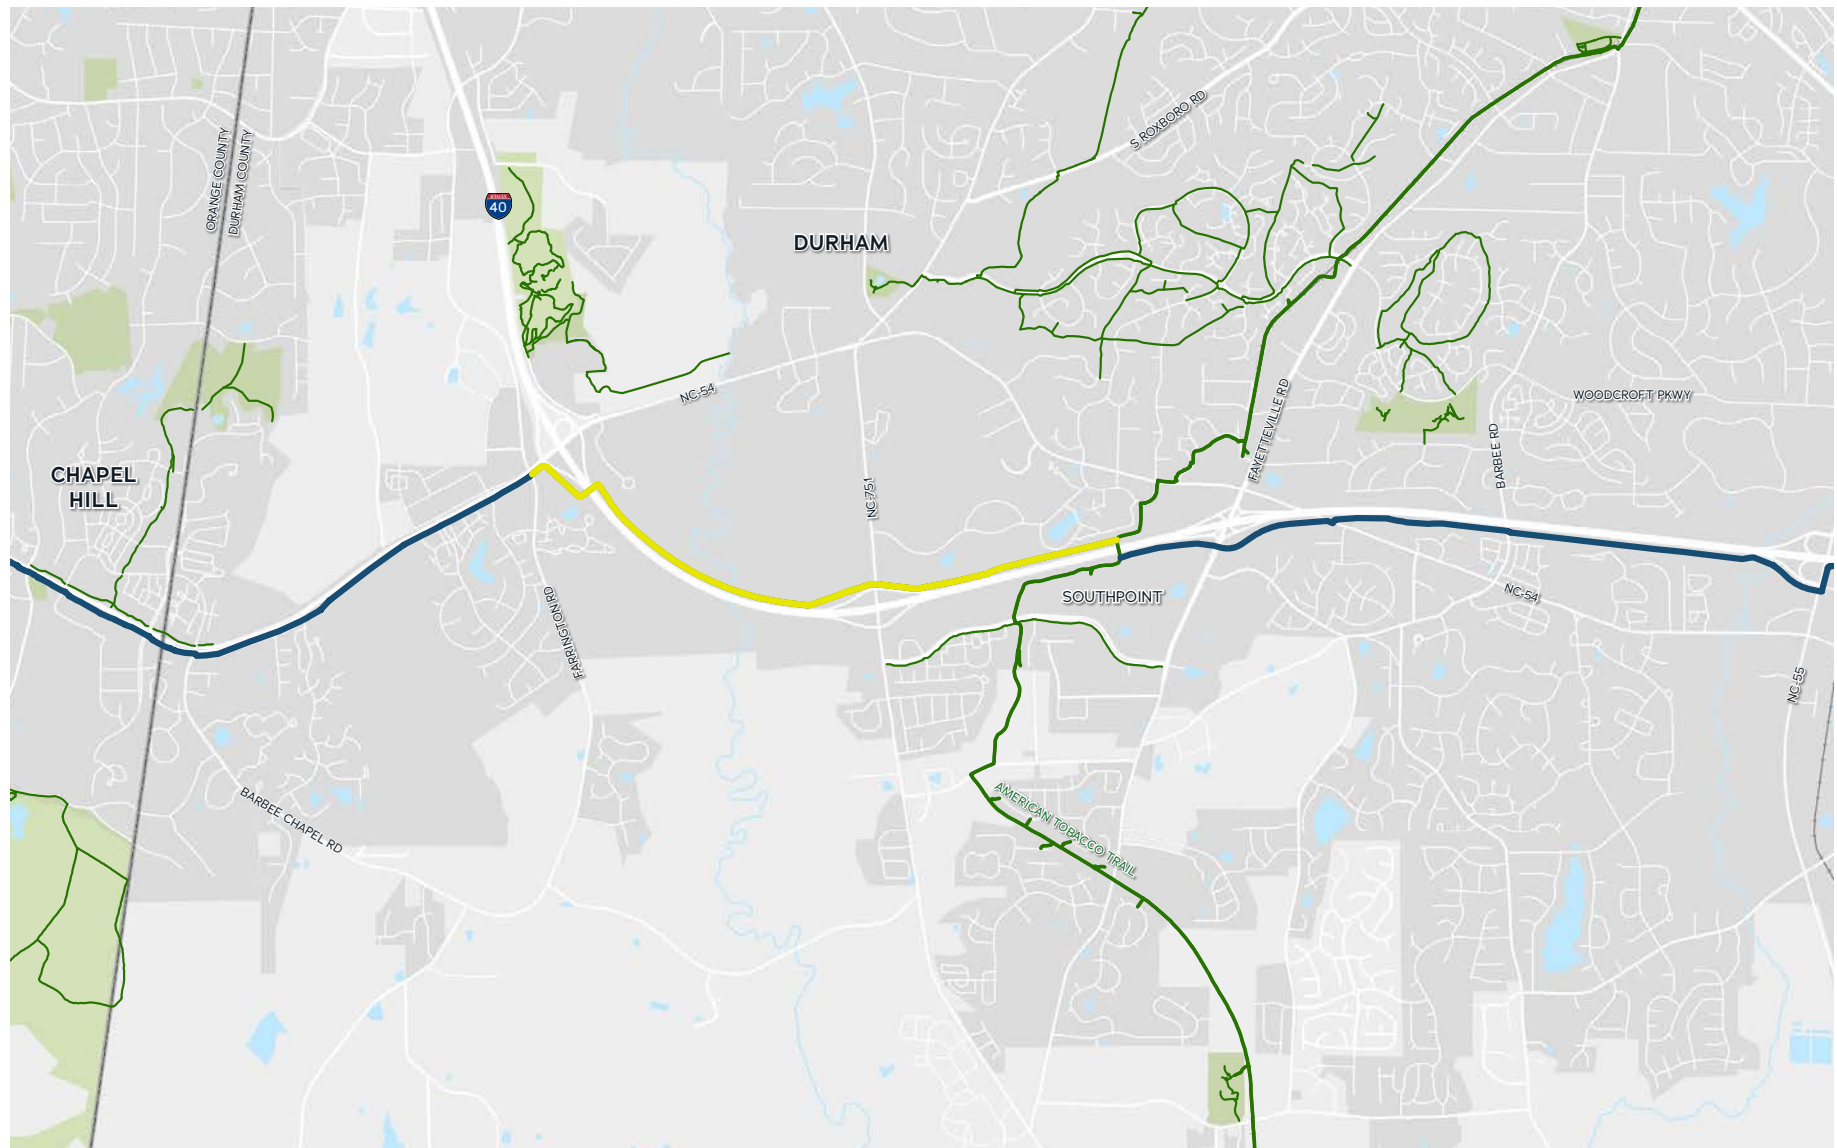 S ROXBORO RD
ORANGE COUNTY
DURHAM COUNTY
INTERSTATE
40
DURHAM
NC-54
WOODCROFT PKWY
FAYETTEVILLE RD
BARBEE RD
CHAPEL
HILL
NC-751
FARRINGTON RD
SOUTHPOINT
NC-54
NC-55
BARBEE CHAPEL RD
AMERICAN TOBACCO TRAIL